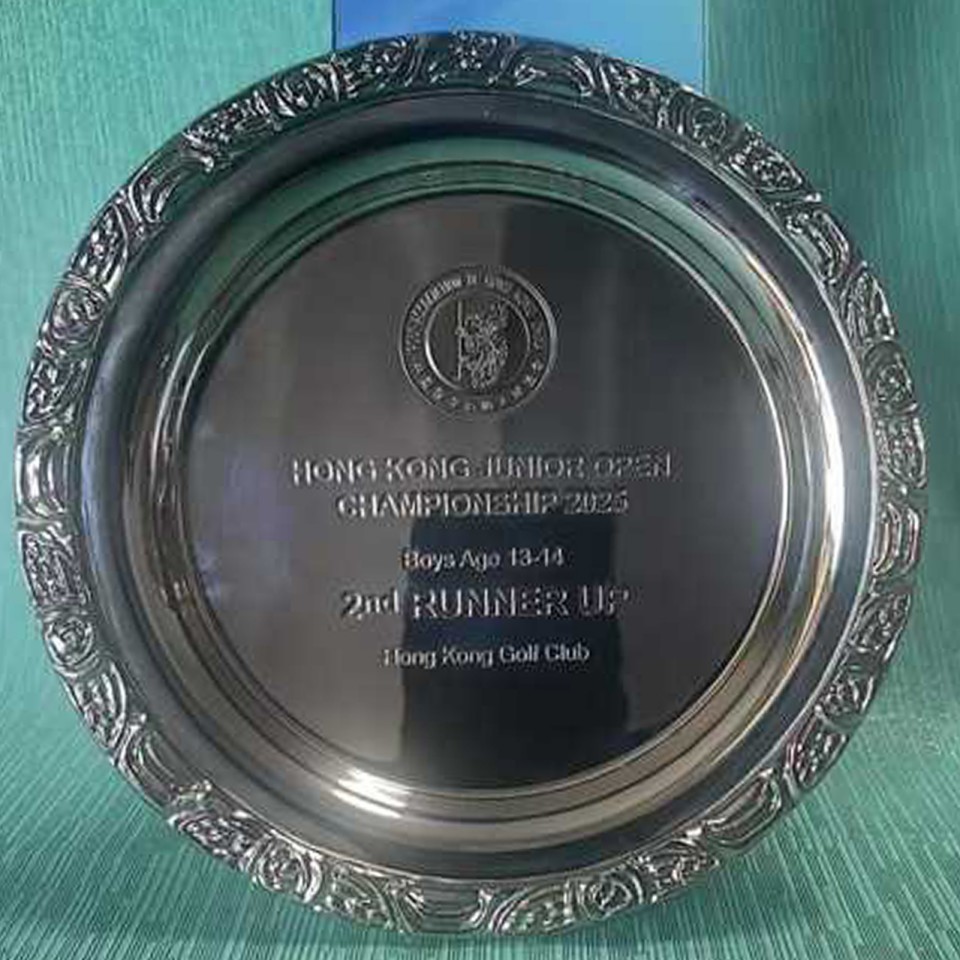 HONG KONG JUNIOR OPEN
CHAMPIONSHIP 2025
Boys Age 13-14
2nd RUNNER UP
Hong Kong Golf Club